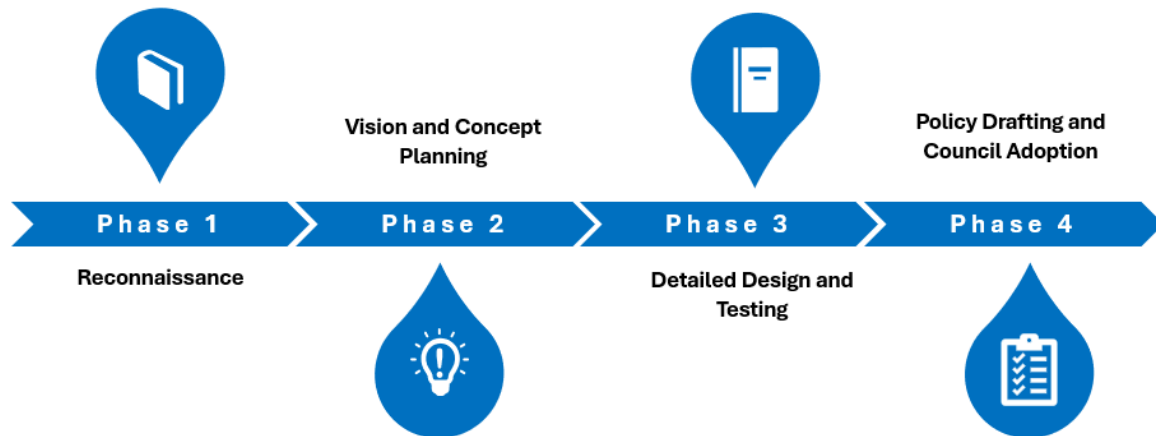 Vision and Concept
Planning
Policy Drafting and
Council Adoption
Phase 1
Phase 2
Phase 3
Phase 4
Reconnaissance
Detailed Design and
Testing